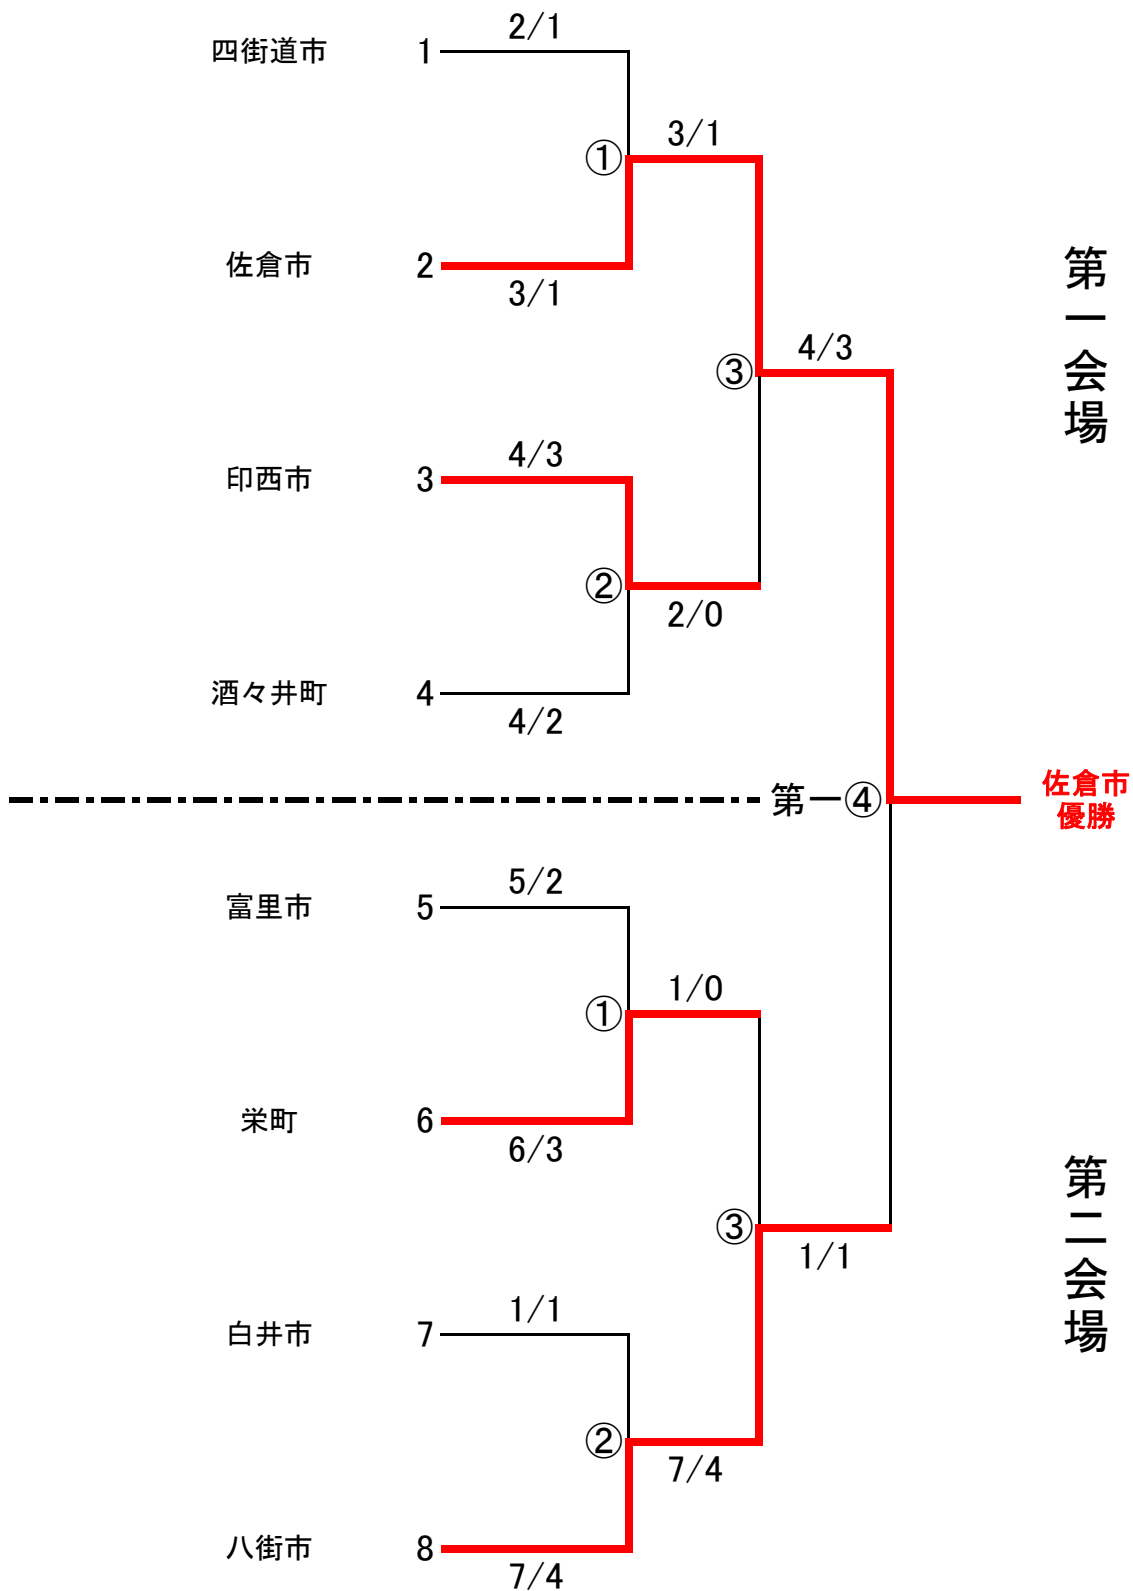 2/1
四街道市 1
① 3/1
佐倉市 2
3/1
第一会場
③ 4/3
4/3
印西市 3
②
2/0
酒々井町 4
4/2
第一④
佐倉市
優勝
5/2
富里市 5
① 1/0
栄町 6
6/3
第二会場
③
1/1
1/1
白井市 7
②
7/4
八街市 8
7/4